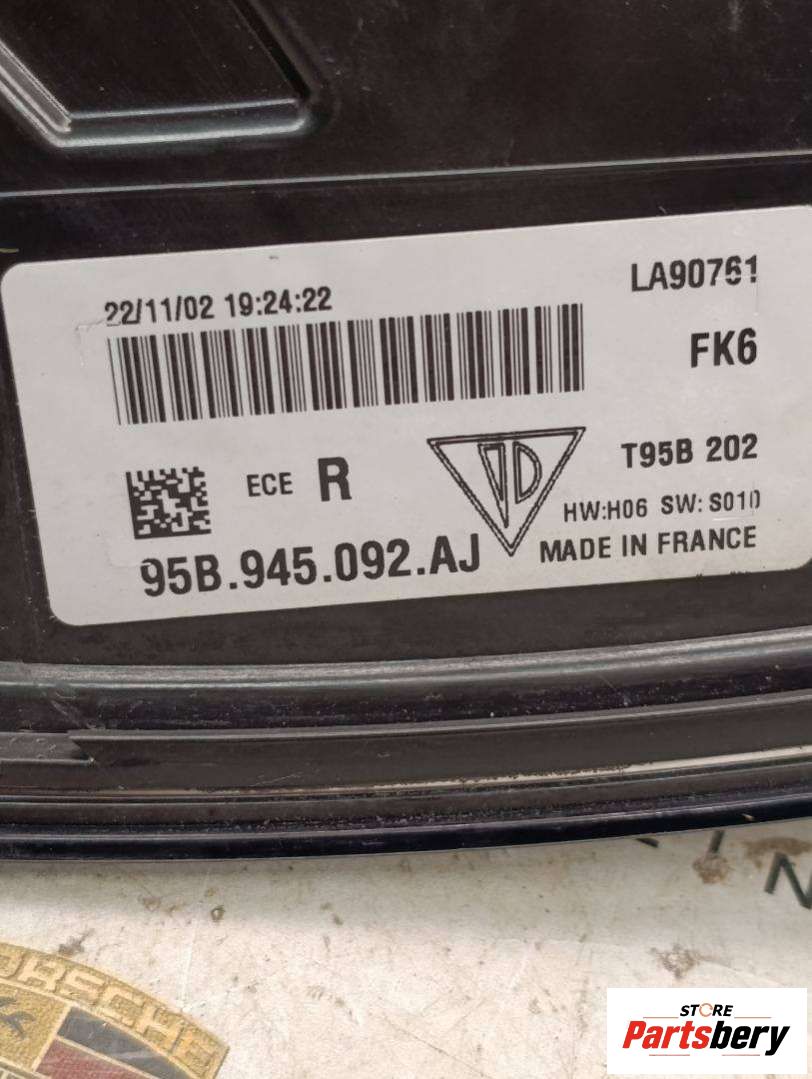 22/11/02 19:24:22
LA90761
FK6
ECE R
T95B 202
HW:H06 SW: S010
95B.945.092.AJ
MADE IN FRANCE
PORSCHE
STORE
Partsbery